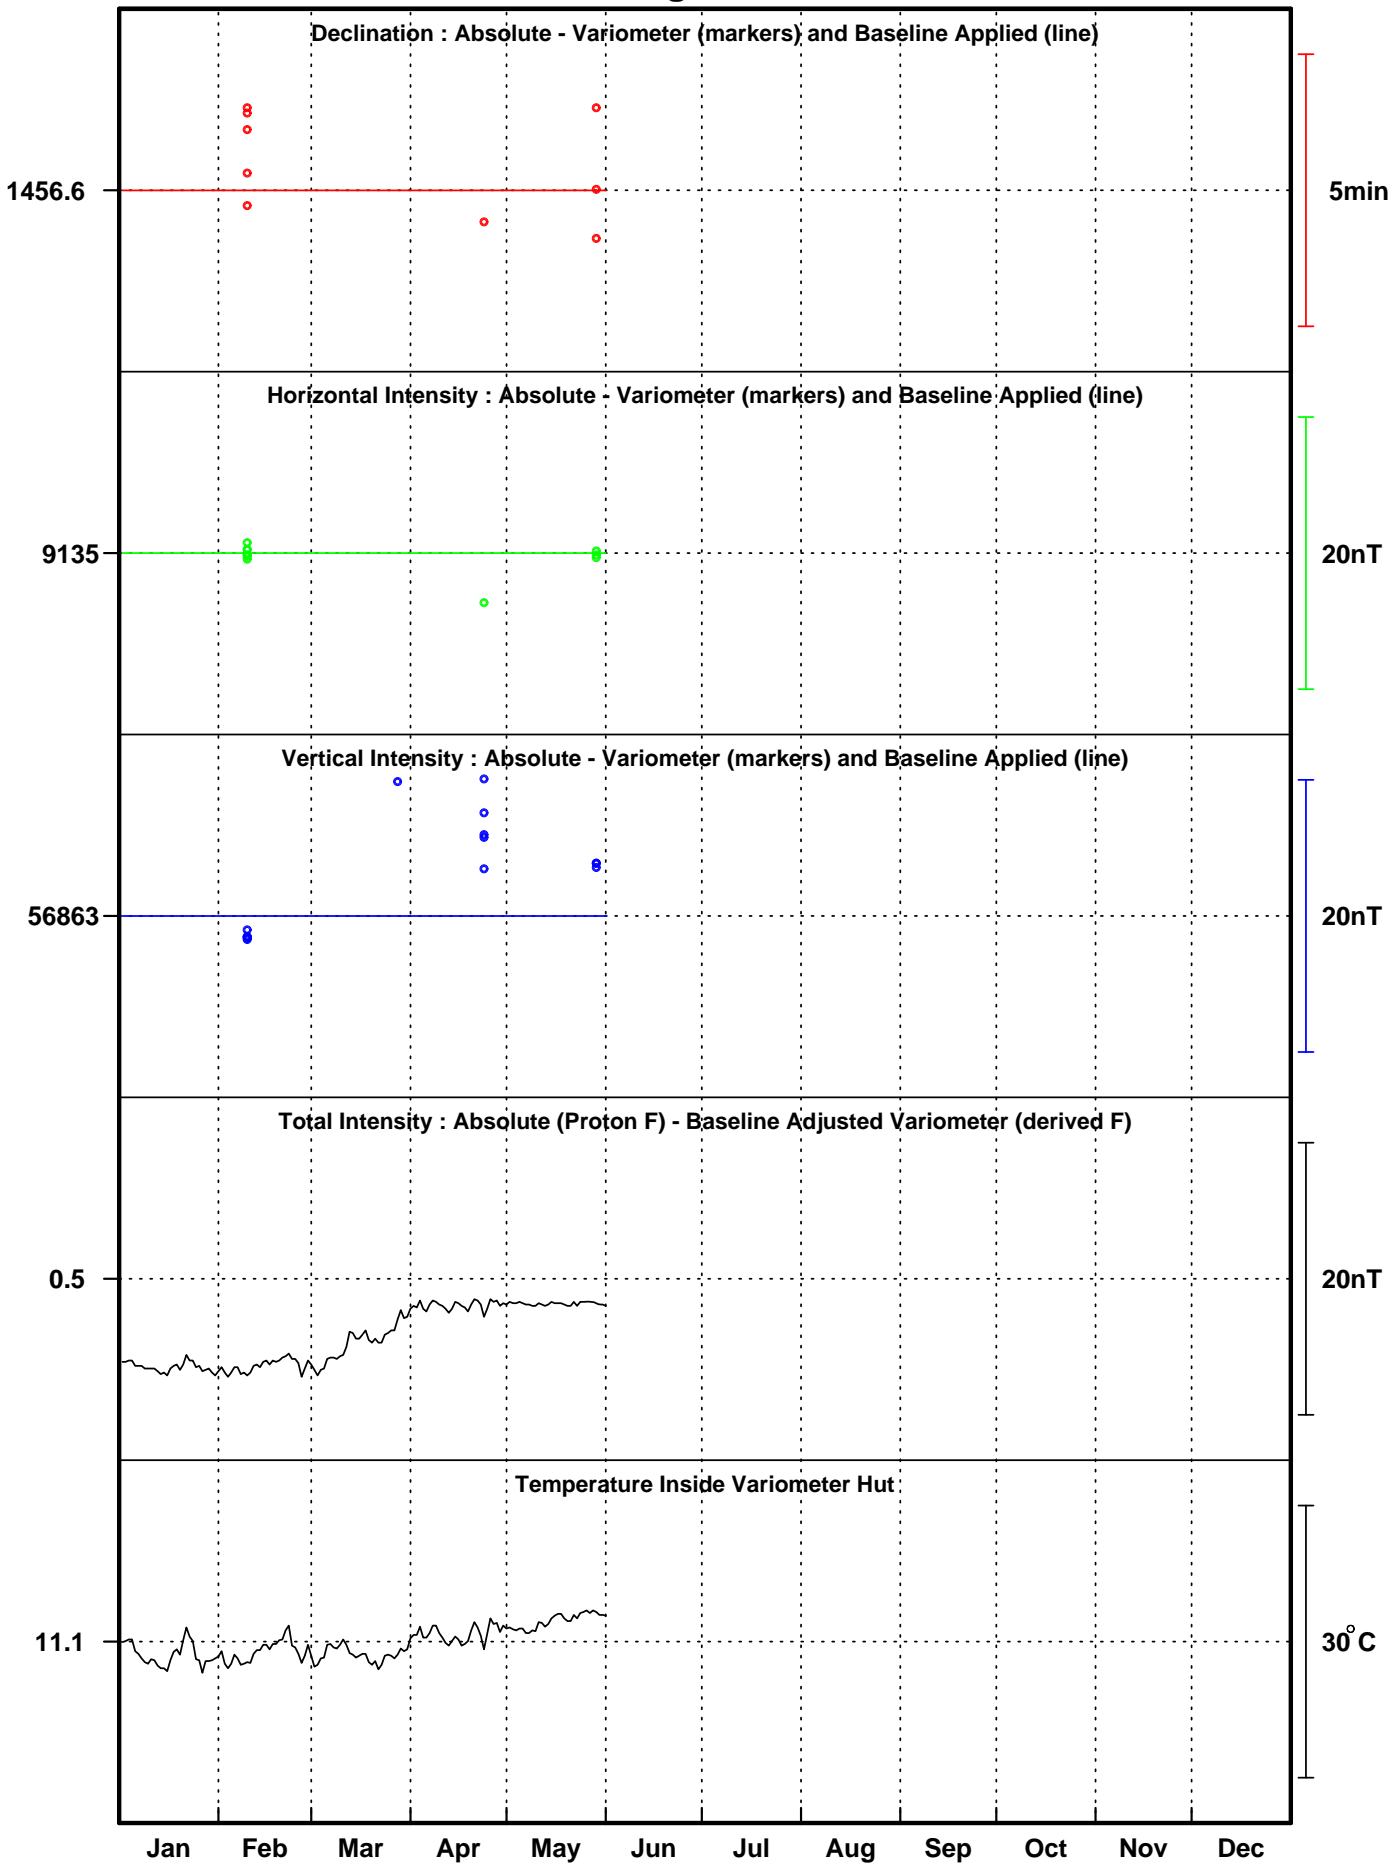 Declination : Absolute - Variometer (markers) and Baseline Applied (line)
1456.6
5min
Horizontal Intensity : Absolute - Variometer (markers) and Baseline Applied (line)
9135
20nT
Vertical Intensity : Absolute - Variometer (markers) and Baseline Applied (line)
56863
20nT
Total Intensity : Absolute (Proton F) - Baseline Adjusted Variometer (derived F)
0.5
20nT
Temperature Inside Variometer Hut
11.1
30°C
Jan Feb Mar Apr May Jun Jul Aug Sep Oct Nov Dec